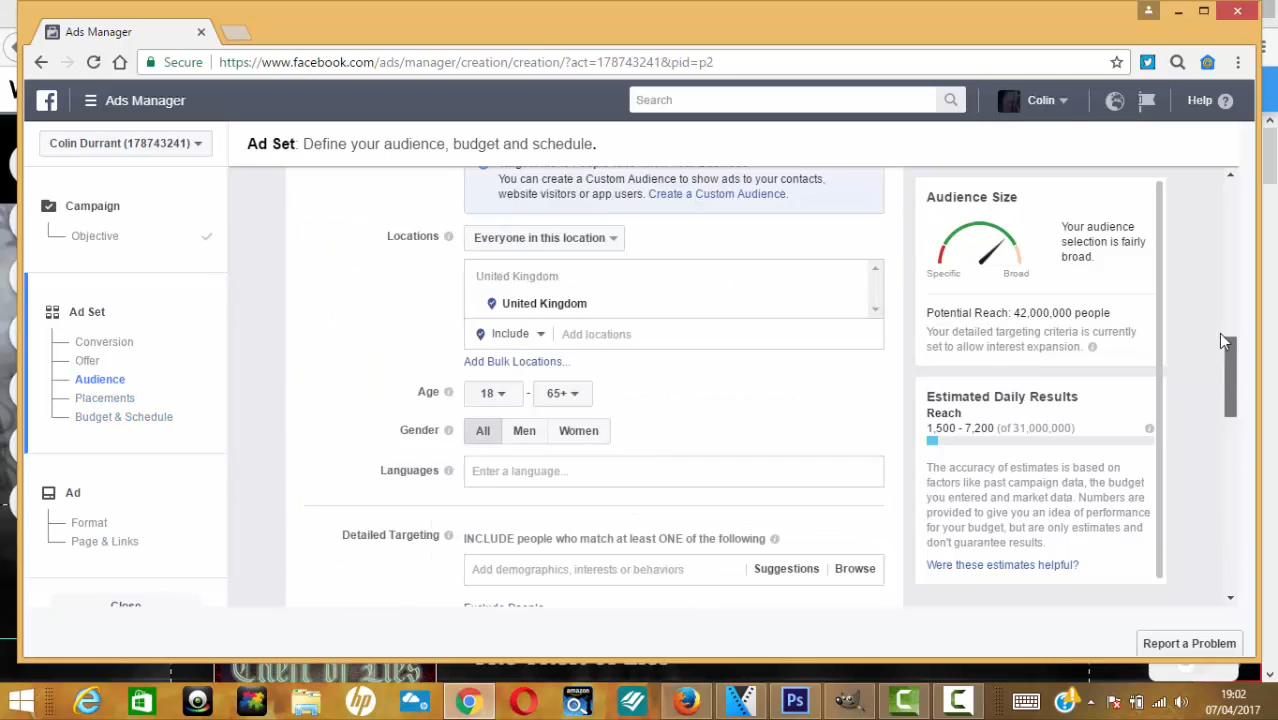 Ads Manager
Secure https://www.facebook.com/ads/manager/creation/creation/?act=178743241&pid=p2
Ads Manager
Search
Colin
Help
Colin Durrant (178743241)
Ad Set: Define your audience, budget and schedule.
Campaign
Objective
Ad Set
Conversion
Offer
Audience
Placements
Budget & Schedule
Ad
Format
Page & Links
Close
You can create a Custom Audience to show ads to your contacts,
website visitors or app users. Create a Custom Audience.
Locations
Everyone in this location
United Kingdom
United Kingdom
Include
Add locations
Add Bulk Locations...
Age
18 - 65+
Gender
All Men Women
Languages
Enter a language...
Detailed Targeting
INCLUDE people who match at least ONE of the following
Add demographics, interests or behaviors
Suggestions
Browse
Exclude People
Audience Size
Specific
Broad
Your audience
selection is fairly
broad.
Potential Reach: 42,000,000 people
Your detailed targeting criteria is currently
set to allow interest expansion.
Estimated Daily Results
Reach
1,500 - 7,200 (of 31,000,000)
The accuracy of estimates is based on
factors like past campaign data, the budget
you entered and market data. Numbers are
provided to give you an idea of performance
for your budget, but are only estimates and
don't guarantee results.
Were these estimates helpful?
Report a Problem
hp
amazon
Ps
19:02
07/04/2017